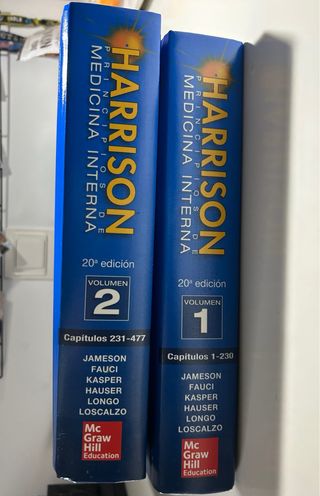 HARRISON
PRINCIPIOS DE
MEDICINA INTERNA
20a edición
VOLUMEN
2
Capítulos 231-477
JAMESON
FAUCI
KASPER
HAUSER
LONGO
LOSCALZO
Mc
Graw
Hill
Education
HARRISON
PRINCIPIOS DE
MEDICINA INTERNA
20a edición
VOLUMEN
1
Capítulos 1-230
JAMESON
FAUCI
KASPER
HAUSER
LONGO
LOSCALZO
Mc
Graw
Hill
Education